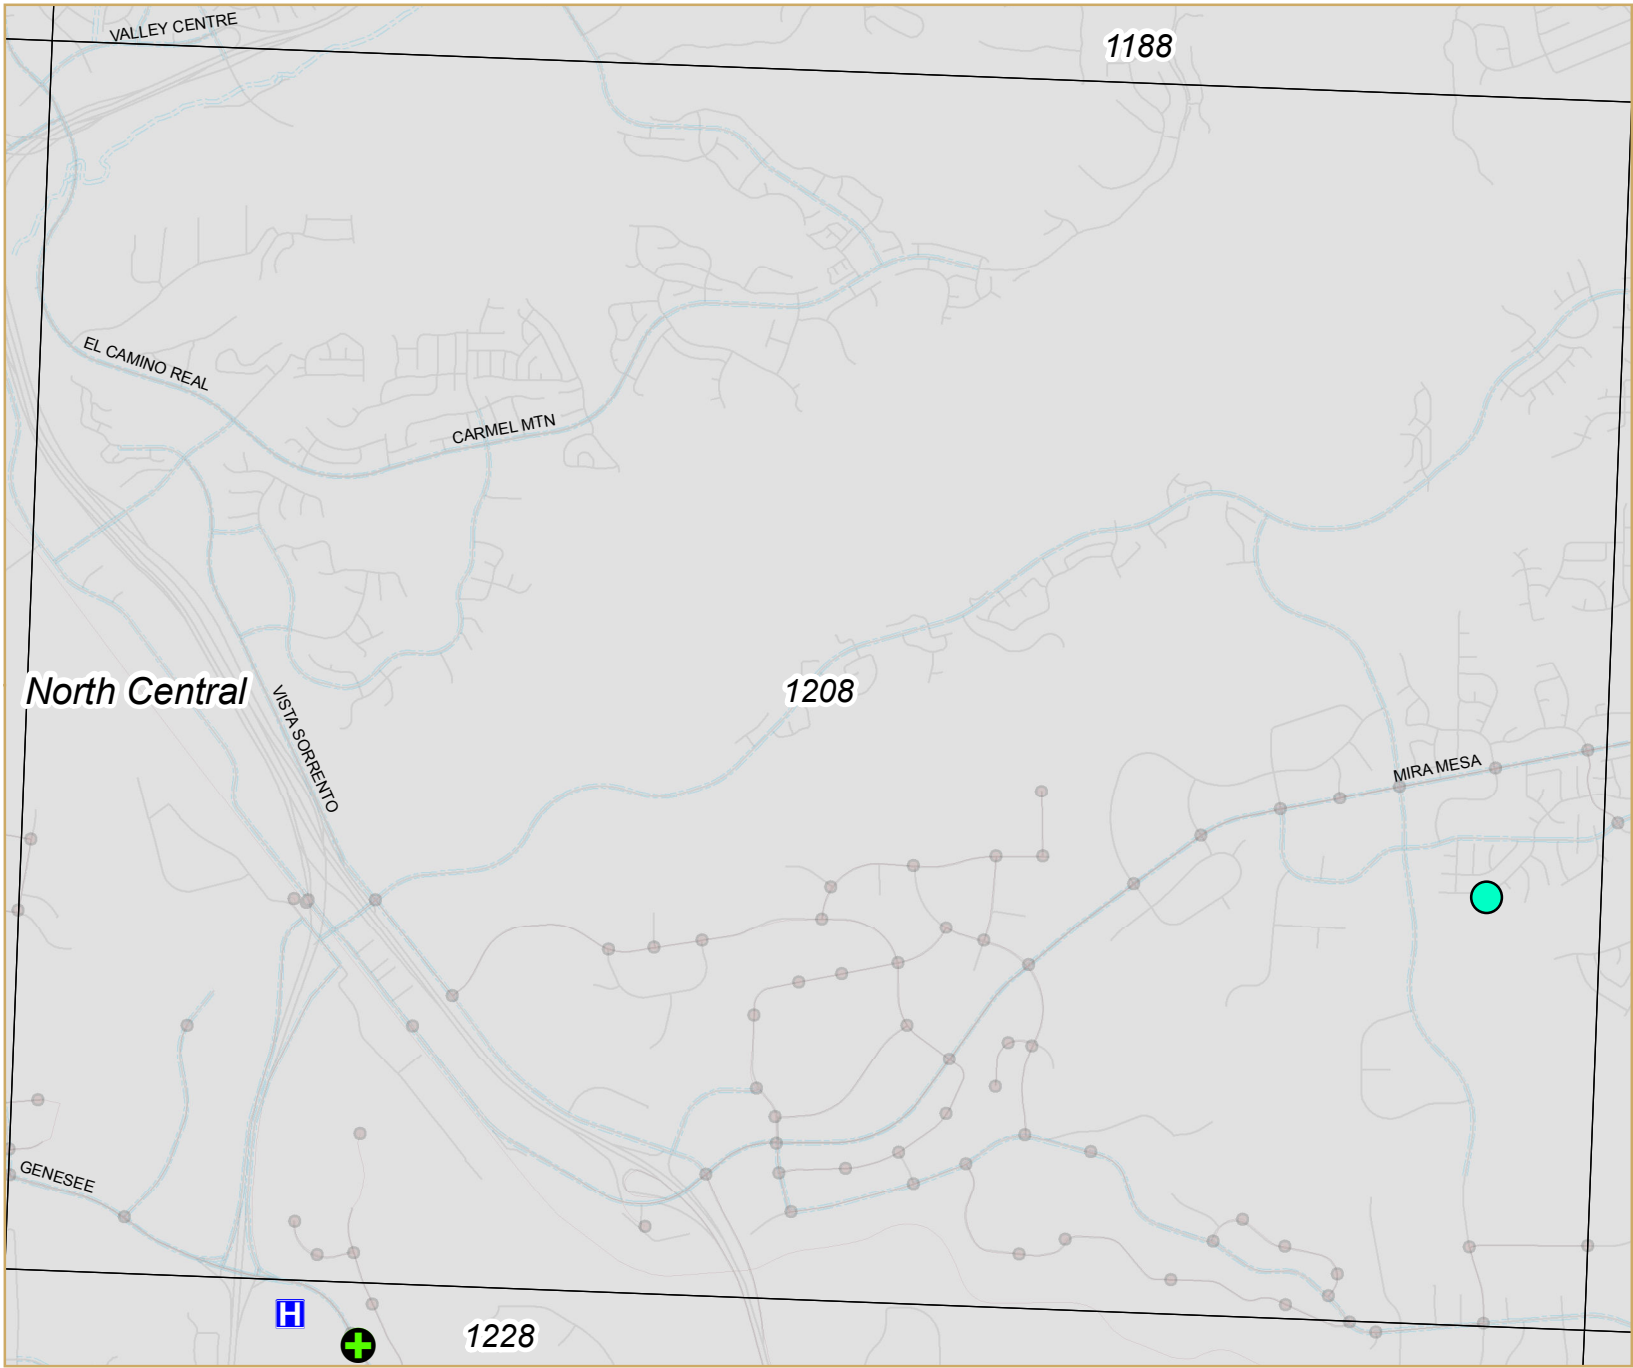 VALLEY CENTRE
1188
EL CAMINO REAL
CARMEL MTN
North Central
VISTA SORRENTO
1208
MIRA MESA
GENESEE
H
1228